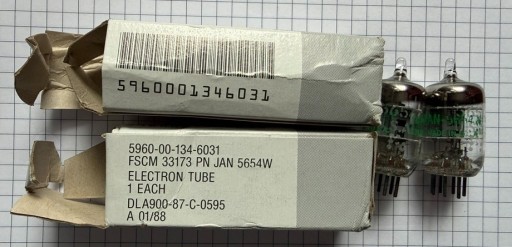 5960001346031
5960-00-134-6031
FSCM 33173 PN JAN 5654W
ELECTRON TUBE
1 EACH
DLA900-87-C-0595
A 01/88